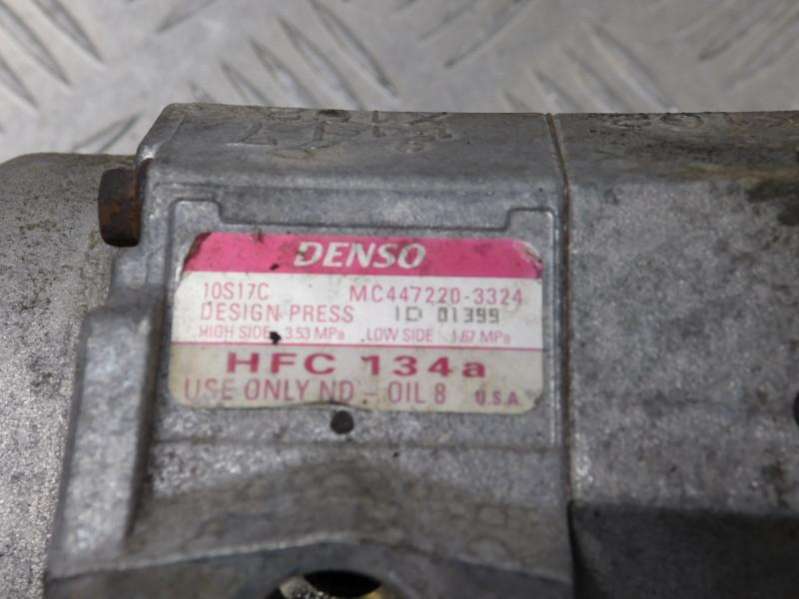 DENSO
10S17C MC447220-3324
DESIGN PRESS 1D 01399
HIGH SIDE 3.53 MPa LOW SIDE 1.67 MPa
HFC 134a
USE ONLY ND-OIL 8 U.S.A